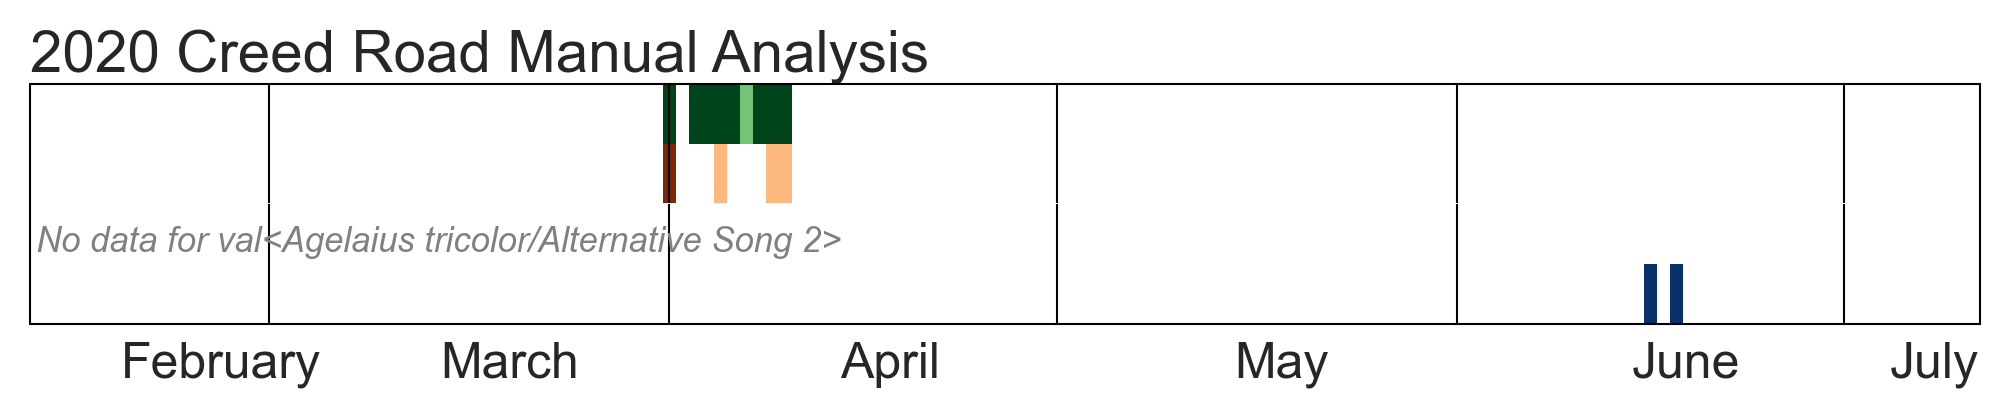 2020 Creed Road Manual Analysis
No data for val<Agelaius tricolor/Alternative Song 2>
February March April May June July